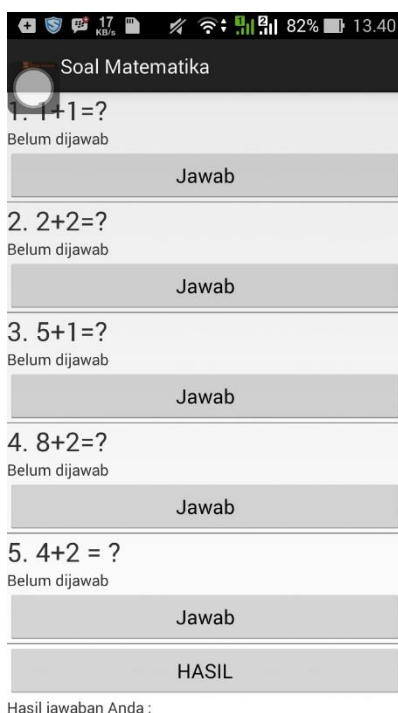 17
KB/s
1
2
82%
13.40
Soal Matematika
1. 1+1=?
Belum dijawab
Jawab
2. 2+2=?
Belum dijawab
Jawab
3. 5+1=?
Belum dijawab
Jawab
4. 8+2=?
Belum dijawab
Jawab
5. 4+2 = ?
Belum dijawab
Jawab
HASIL
Hasil jawaban Anda :